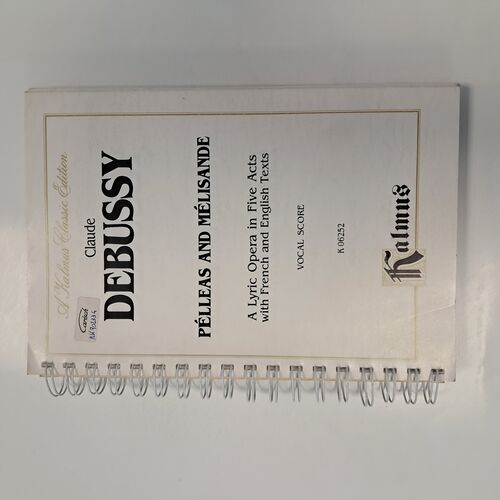 A Kalmus Classic Edition
Claude
DEBUSSY
PÉLLEAS AND MÉLISANDE
A Lyric Opera in Five Acts
with French and English Texts
VOCAL SCORE
K 06252
Kalmus